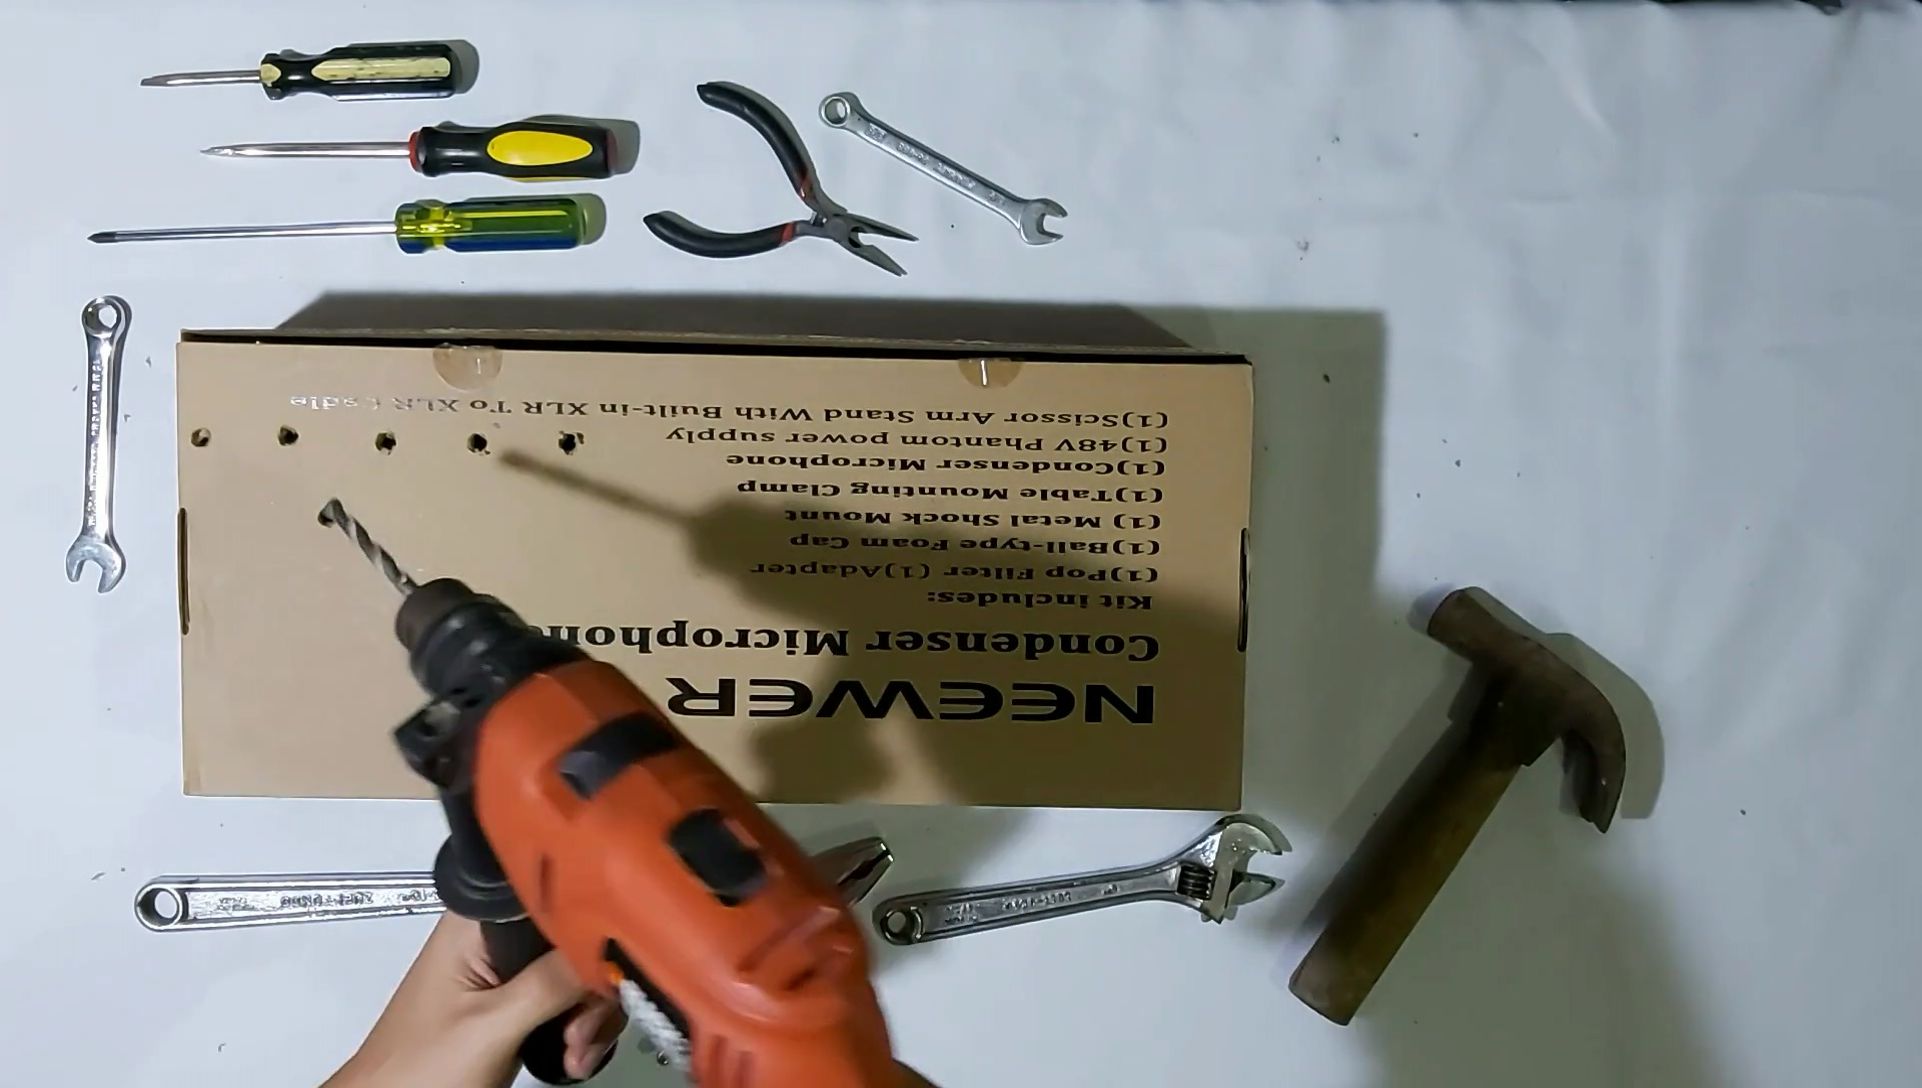 NEEWER
Condenser Microphone
Kit includes:
(1)Pop Filter (1)Adapter
(1)Ball-type Foam Cap
(1) Metal Shock Mount
(1)Table Mounting Clamp
(1)Condenser Microphone
(1)48V Phantom power supply
(1)Scissor Arm Stand With Built-in XLR To XLR Cable